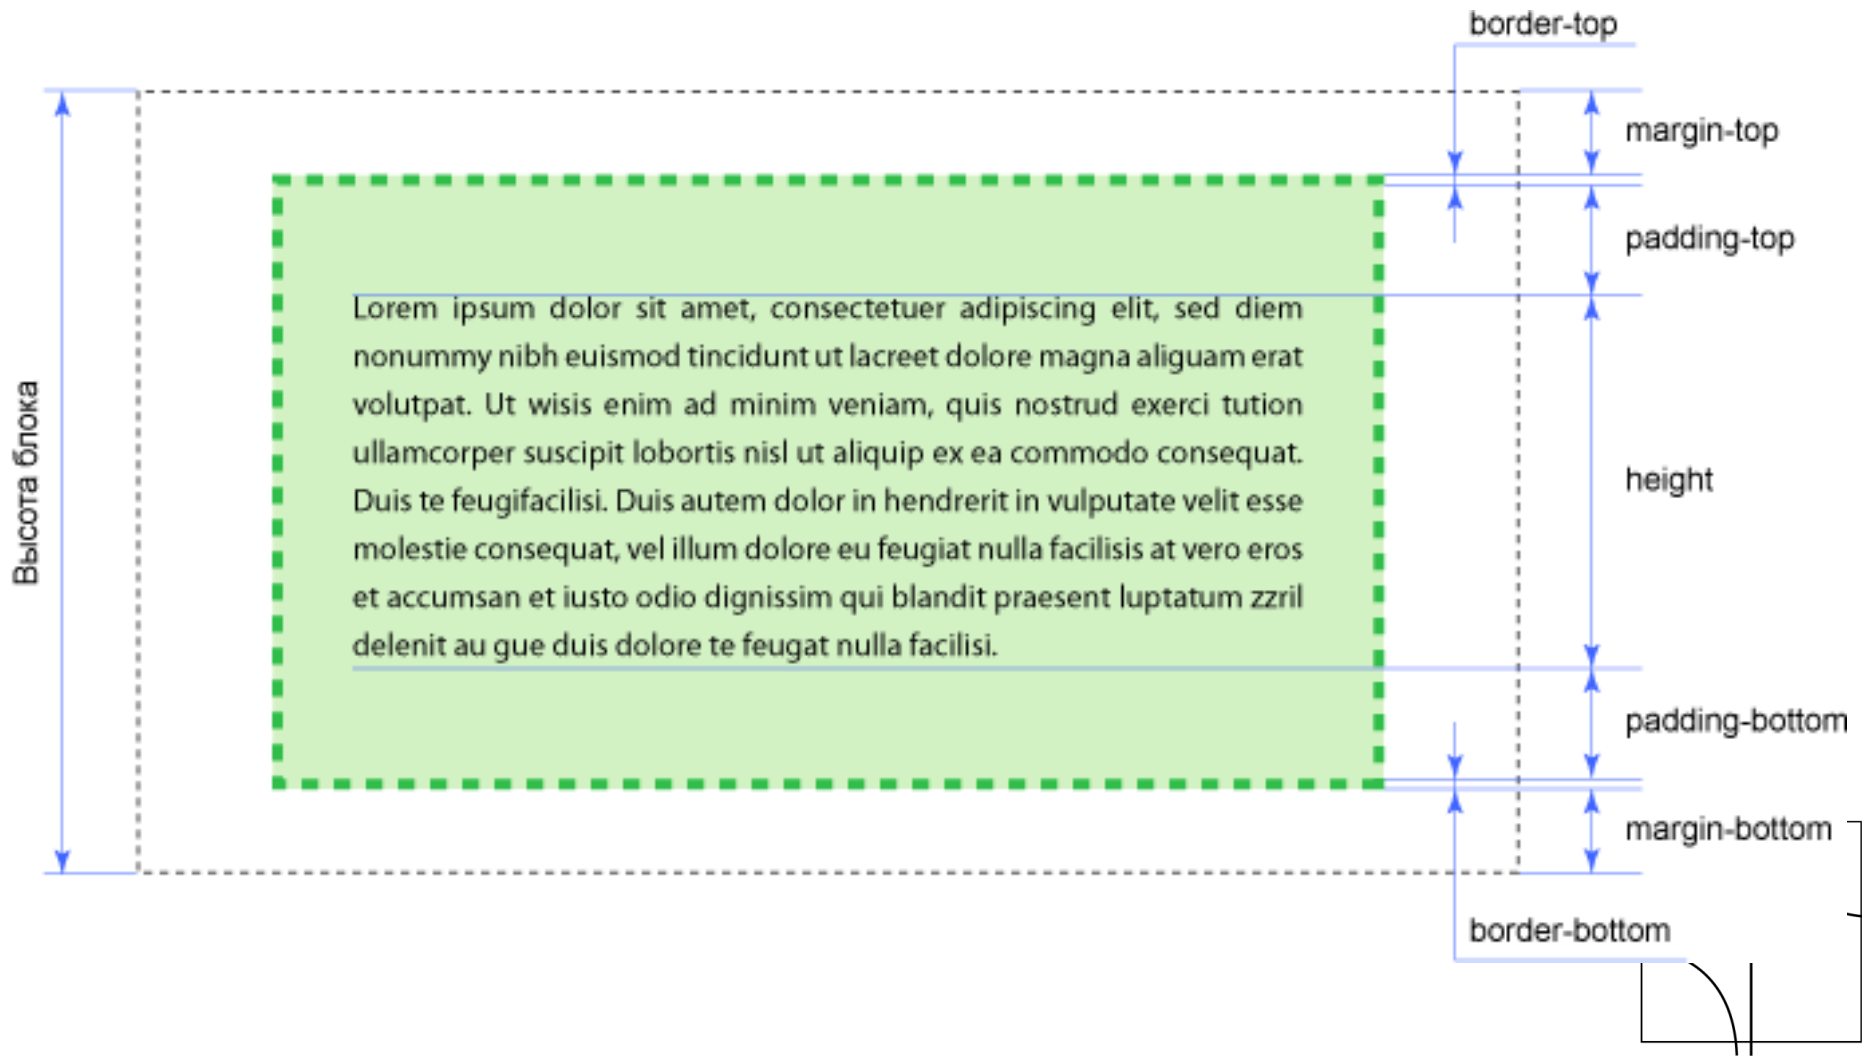 border-top
margin-top
padding-top
Lorem ipsum dolor sit amet, consectetuer adipiscing elit, sed diem
nonummy nibh euismod tincidunt ut lacreet dolore magna aliguam erat
volutpat. Ut wisis enim ad minim veniam, quis nostrud exerci tution
ullamcorper suscipit lobortis nisl ut aliquip ex ea commodo consequat.
Duis te feugifacilisi. Duis autem dolor in hendrerit in vulputate velit esse
molestie consequat, vel illum dolore eu feugiat nulla facilisis at vero eros
et accumsan et iusto odio dignissim qui blandit praesent luptatum zzril
delenit au gue duis dolore te feugat nulla facilisi.
Высота блока
height
padding-bottom
margin-bottom
border-bottom